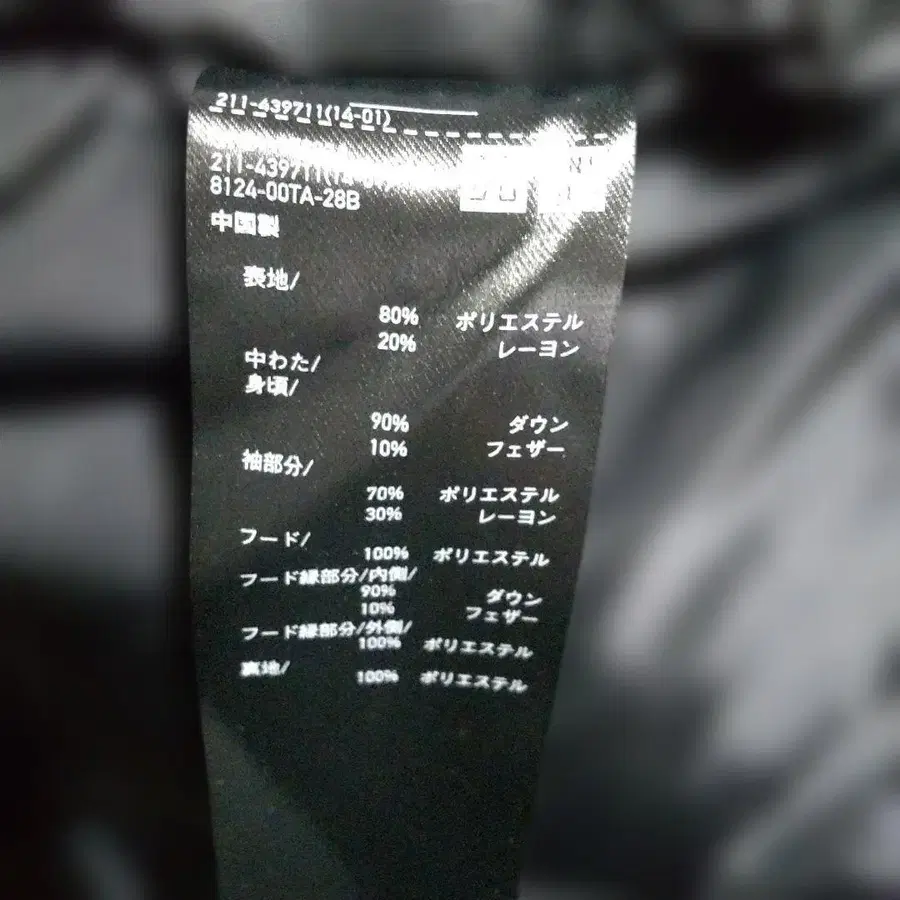 211-439711(14-01)
211-439711(1
8124-00TA-28B
中国製
表地/
80% ポリエステル
20% レーヨン
中わた/
身頃/
90% ダウン
10% フェザー
袖部分/
70% ポリエステル
30% レーヨン
フード/
100% ポリエステル
フード縁部分/内側/
90% ダウン
10% フェザー
フード縁部分/外側/
100% ポリエステル
裏地/
100% ポリエステル